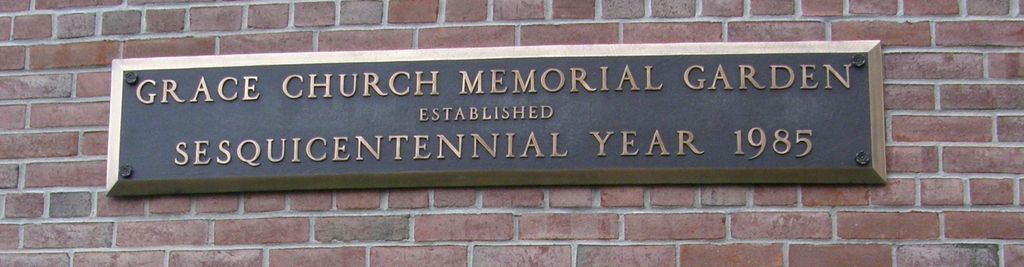 GRACE CHURCH MEMORIAL GARDEN
ESTABLISHED
SESQUICENTENNIAL YEAR 1985